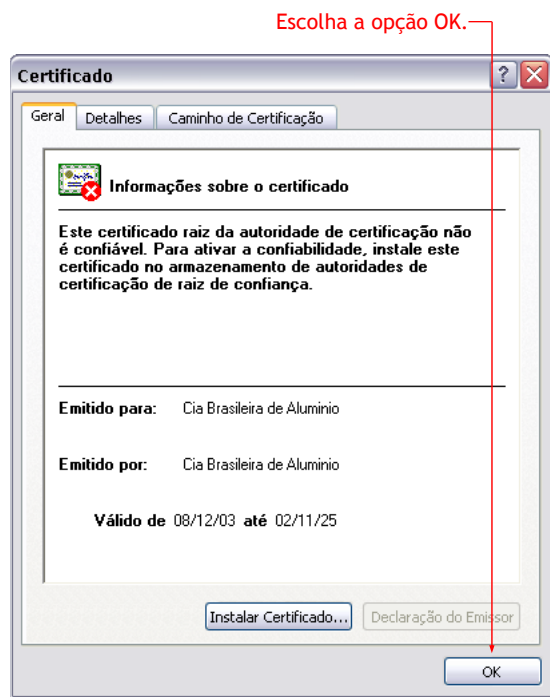 Escolha a opção OK.
Certificado
Geral Detalhes Caminho de Certificação
Informações sobre o certificado
Este certificado raiz da autoridade de certificação não
é confiável. Para ativar a confiabilidade, instale este
certificado no armazenamento de autoridades de
certificação de raiz de confiança.
Emitido para: Cia Brasileira de Aluminio
Emitido por: Cia Brasileira de Aluminio
Válido de 08/12/03 até 02/11/25
Instalar Certificado... Declaração do Emissor
OK